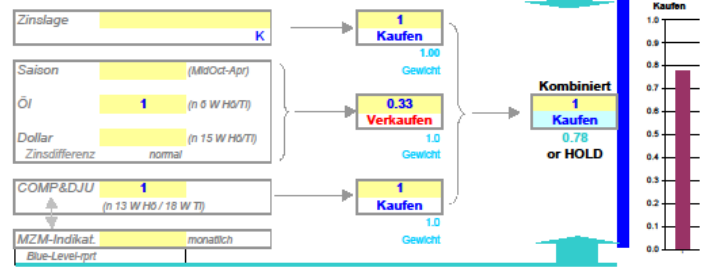 Zinslage
K
1
Kaufen
1.00
Gewicht
Saison (MidOct-Apr)
Öl 1 (n 6 W Hö/Tl)
Dollar (n 15 W Hö/Tl)
Zinsdifferenz normal
0.33
Verkaufen
1.0
Gewicht
COMP&DJU 1
(n 13 W Hö / 18 W Tl)
1
Kaufen
1.0
Gewicht
MZM-Indikat. monatlich
Blue-Level-rprt
Kombiniert
1
Kaufen
0.78
or HOLD
Kaufen
1.0
0.9
0.8
0.7
0.6
0.5
0.4
0.3
0.2
0.1
0.0